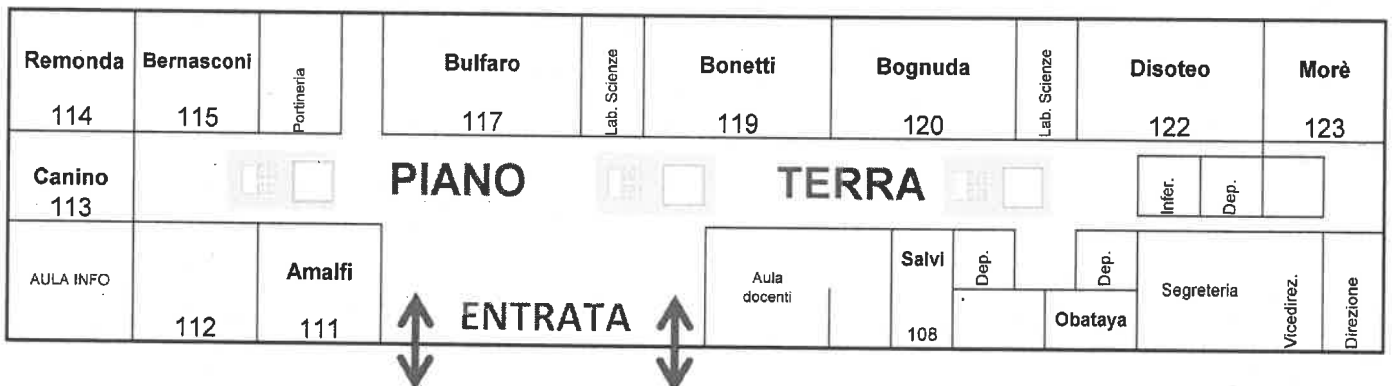 Remonda
114
Bernasconi
115
Portineria
Bulfaro
117
Lab. Scienze
Bonetti
119
Bognuda
120
Lab. Scienze
Disoteo
122
Morè
123
Canino
113
PIANO TERRA
Infer.
Dep.
AULA INFO
112
Amalfi
111
ENTRATA
Aula
docenti
Salvi
108
Dep.
Dep.
Obataya
Segreteria
Vicedirez.
Direzione